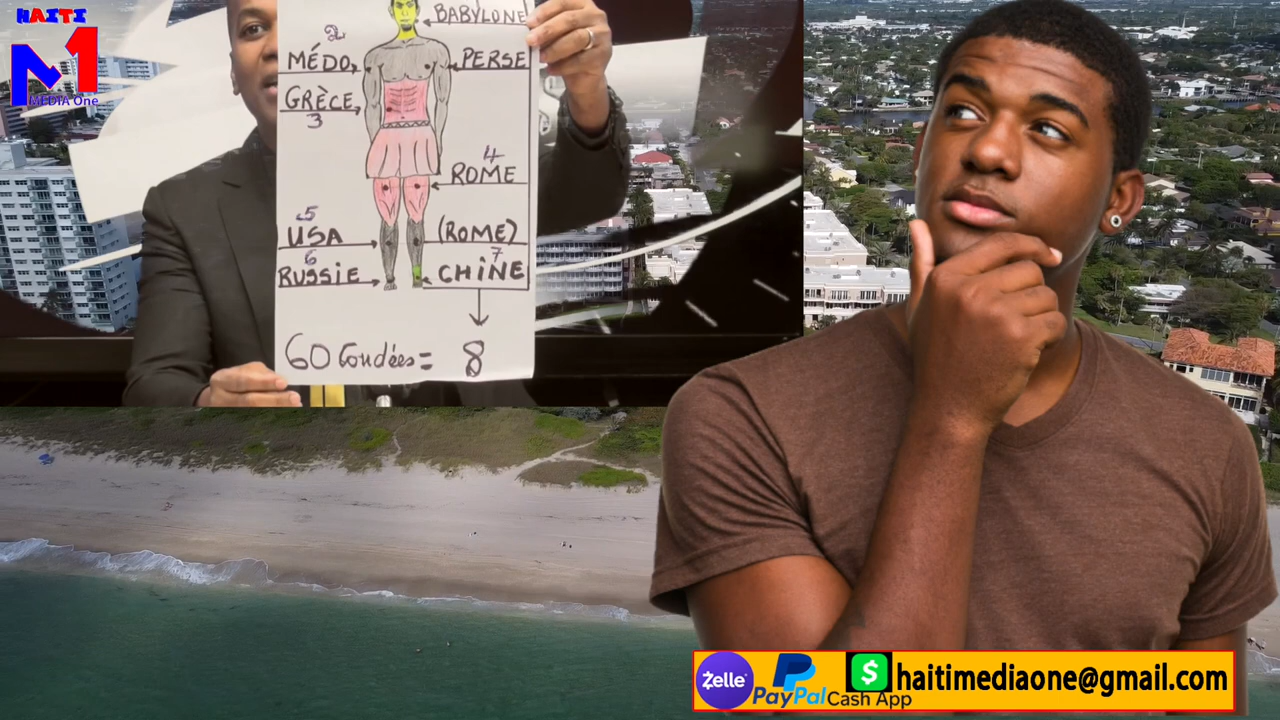 HAITI
M1
MEDIA One
BABYLONE
2
MÉDO
PERSE
GRÈCE
3
4
ROME
5
USA
(ROME)
6
7
RUSSIE
CHINE
60 Coudées = 8
Zelle
PayPal
$
Cash App
haitimediaone@gmail.com